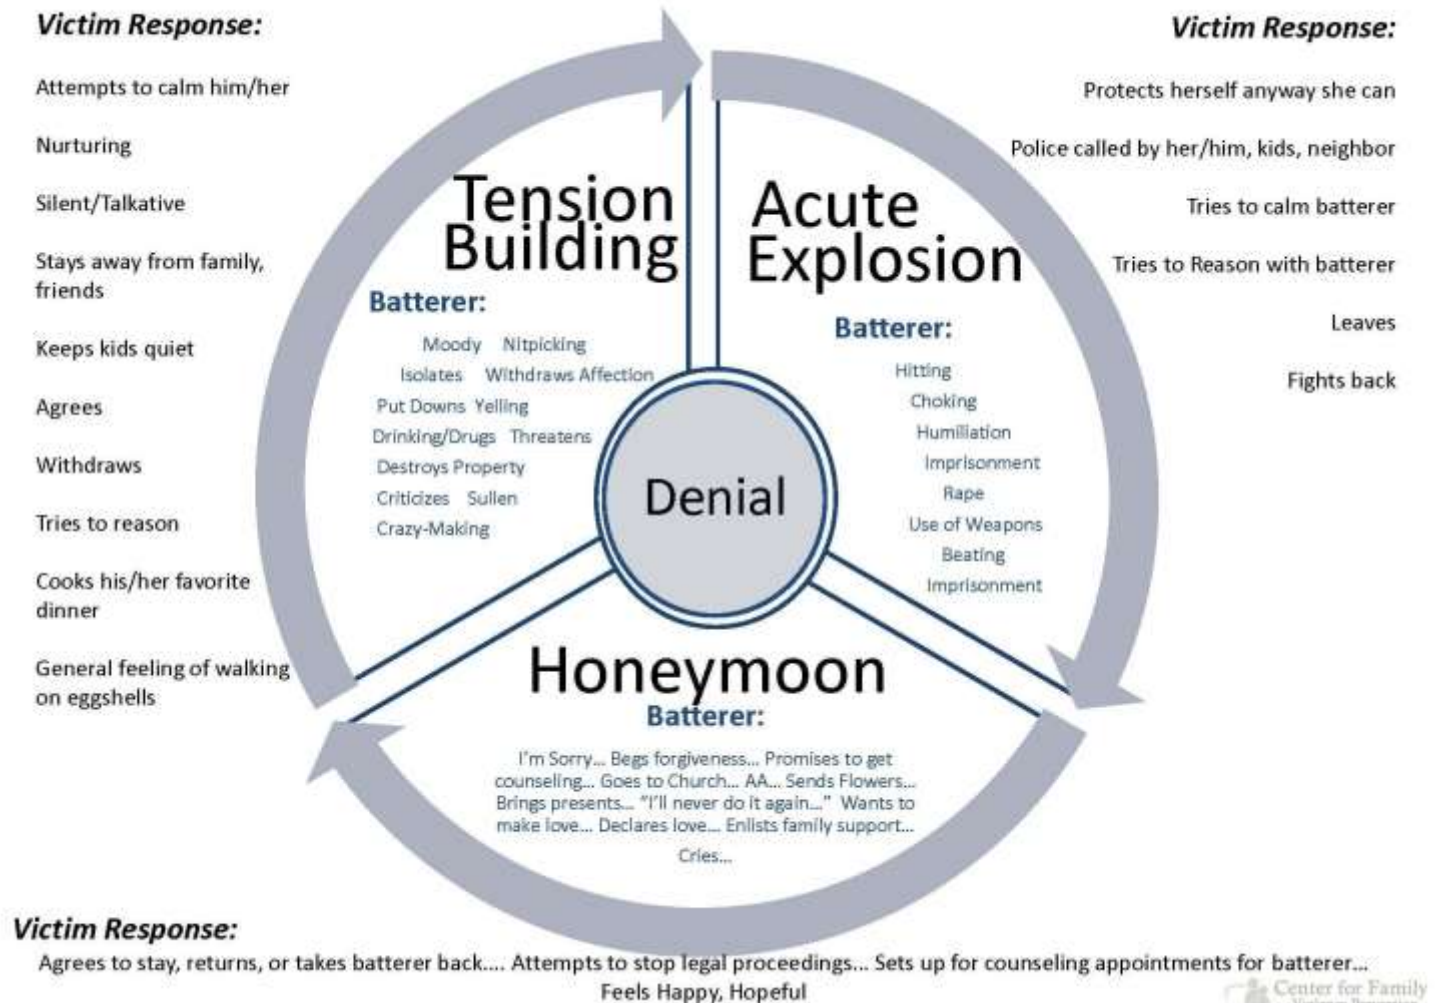 Victim Response:
Attempts to calm him/her
Nurturing
Silent/Talkative
Stays away from family,
friends
Keeps kids quiet
Agrees
Withdraws
Tries to reason
Cooks his/her favorite
dinner
General feeling of walking
on eggshells
Tension
Building
Batterer:
Moody Nitpicking
Isolates Withdraws Affection
Put Downs Yelling
Drinking/Drugs Threatens
Destroys Property
Criticizes Sullen
Crazy-Making
Acute
Explosion
Batterer:
Hitting
Choking
Humiliation
Imprisonment
Rape
Use of Weapons
Beating
Imprisonment
Victim Response:
Protects herself anyway she can
Police called by her/him, kids, neighbor
Tries to calm batterer
Tries to Reason with batterer
Leaves
Fights back
Denial
Honeymoon
Batterer:
I'm Sorry... Begs forgiveness... Promises to get
counseling... Goes to Church... AA... Sends Flowers...
Brings presents... "I'll never do it again..." Wants to
make love... Declares love... Enlists family support...
Cries...
Victim Response:
Agrees to stay, returns, or takes batterer back.... Attempts to stop legal proceedings... Sets up for counseling appointments for batterer...
Feels Happy, Hopeful
Center for Family